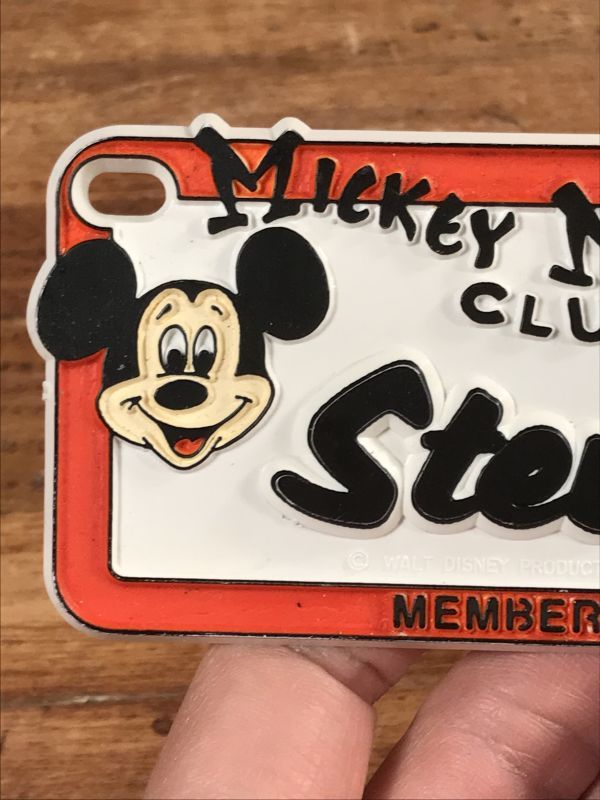 MICKEY M
CLU
Ste
© WALT DISNEY PRODUCT
MEMBER